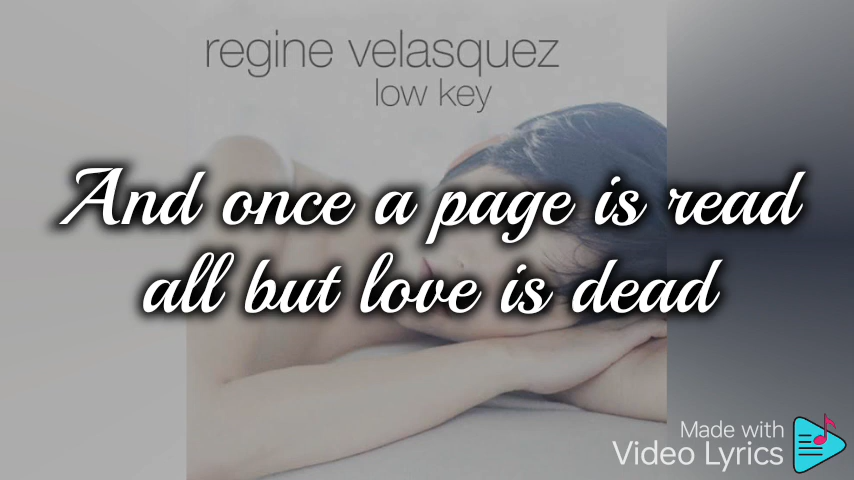 regine velasquez
low key
And once a page is read
all but love is dead
Made with
Video Lyrics